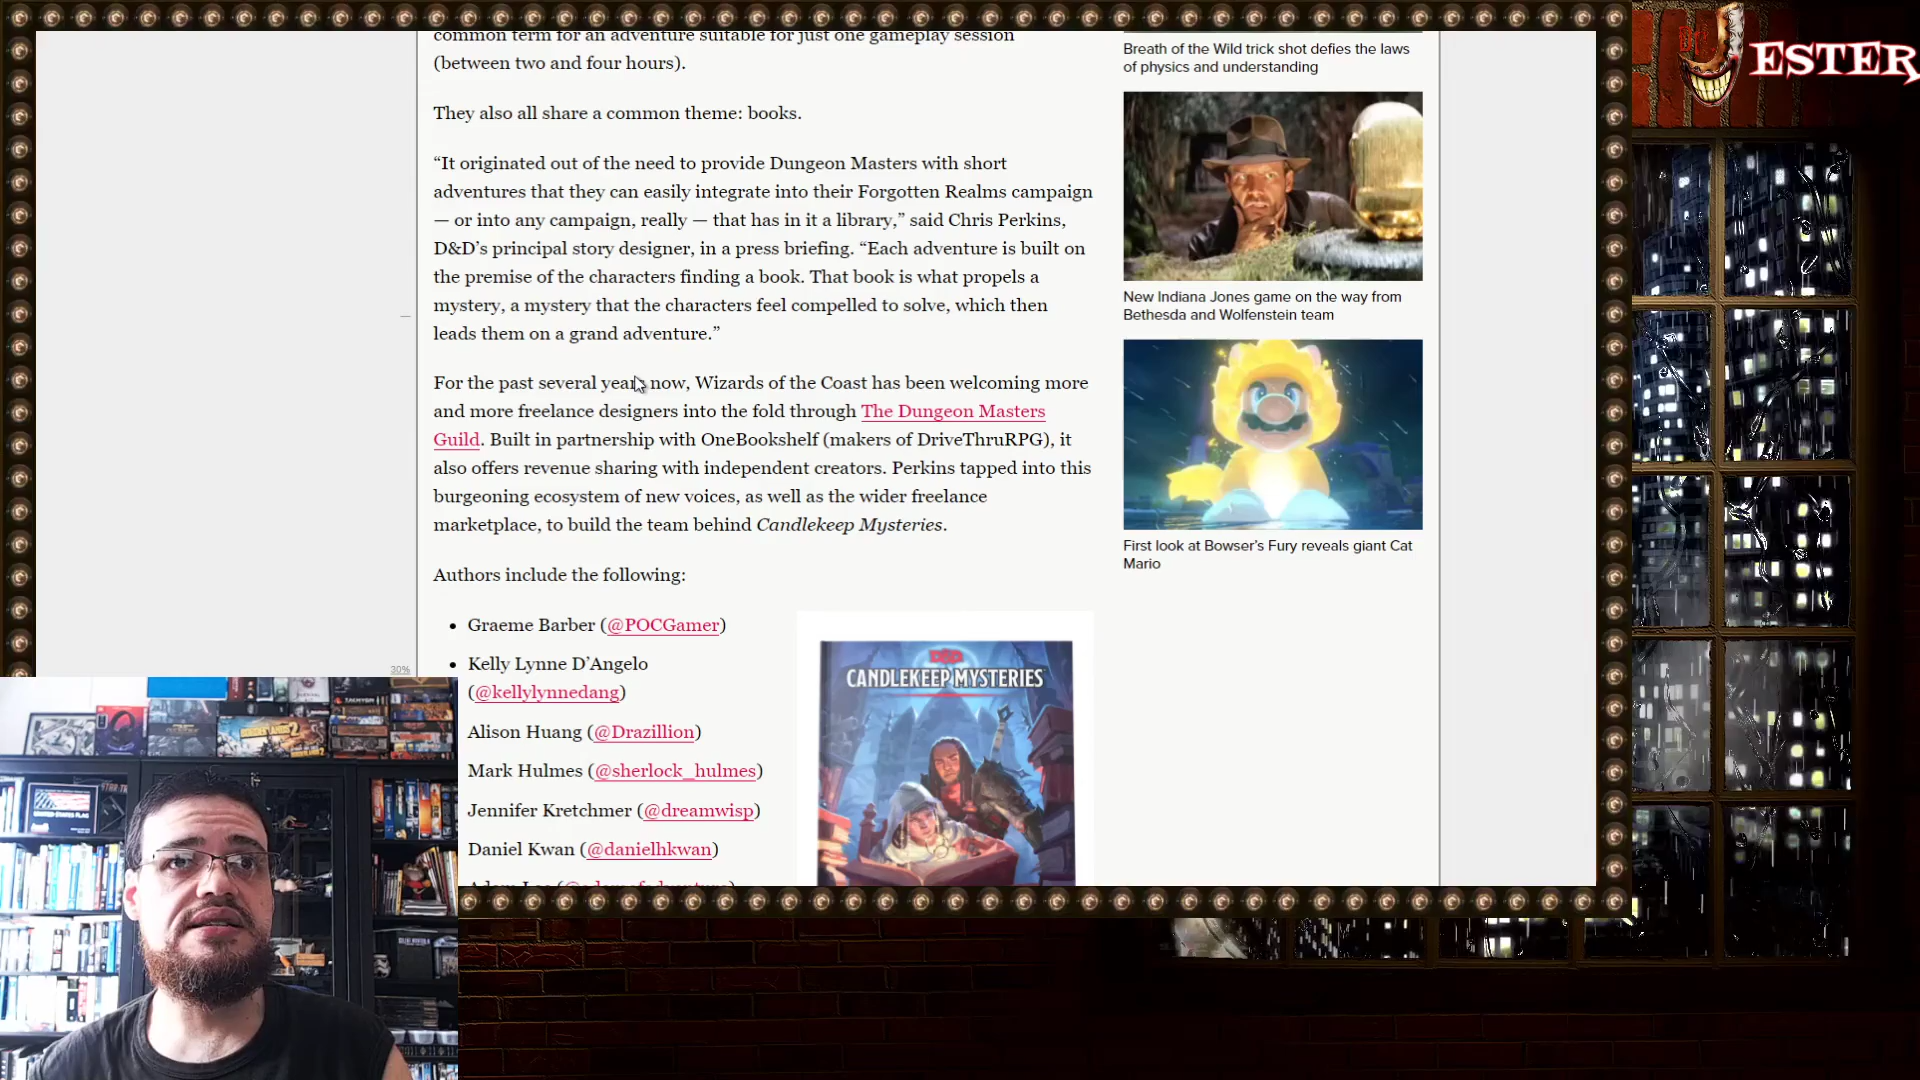 common term for an adventure suitable for just one gameplay session
(between two and four hours).
They also all share a common theme: books.
“It originated out of the need to provide Dungeon Masters with short
adventures that they can easily integrate into their Forgotten Realms campaign
— or into any campaign, really — that has in it a library,” said Chris Perkins,
D&D’s principal story designer, in a press briefing. “Each adventure is built on
the premise of the characters finding a book. That book is what propels a
mystery, a mystery that the characters feel compelled to solve, which then
leads them on a grand adventure.”
For the past several years now, Wizards of the Coast has been welcoming more
and more freelance designers into the fold through The Dungeon Masters
Guild. Built in partnership with OneBookshelf (makers of DriveThruRPG), it
also offers revenue sharing with independent creators. Perkins tapped into this
burgeoning ecosystem of new voices, as well as the wider freelance
marketplace, to build the team behind Candlekeep Mysteries.
Authors include the following:
Graeme Barber (@POCGamer)
Kelly Lynne D’Angelo
(@kellylynnedang)
Alison Huang (@Drazillion)
Mark Hulmes (@sherlock_hulmes)
Jennifer Kretchmer (@dreamwisp)
Daniel Kwan (@danielhkwan)
30%
CANDLEKEEP MYSTERIES
Breath of the Wild trick shot defies the laws
of physics and understanding
New Indiana Jones game on the way from
Bethesda and Wolfenstein team
First look at Bowser’s Fury reveals giant Cat
Mario
JESTER
BORDERLANDS 2